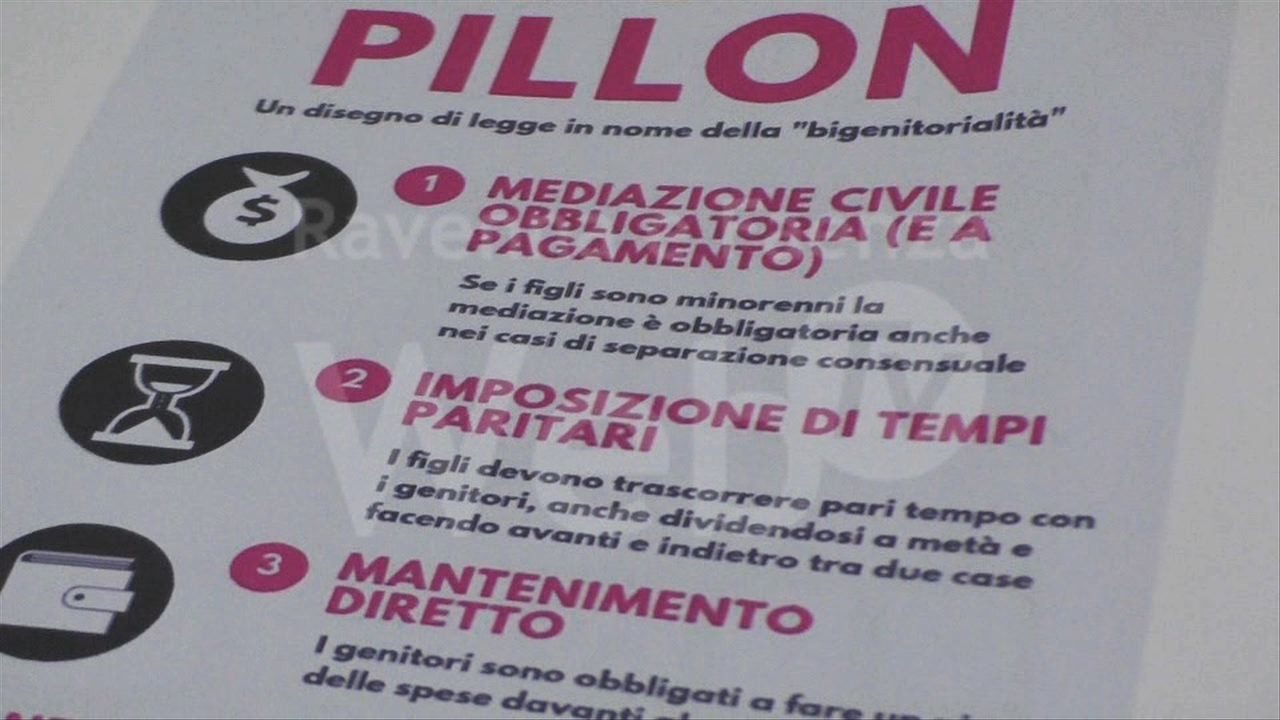 PILLON
Un disegno di legge in nome della "bigenitorialità"
1 MEDIAZIONE CIVILE
OBBLIGATORIA (E A
PAGAMENTO)
Se i figli sono minorenni la
mediazione è obbligatoria anche
nei casi di separazione consensuale
2 IMPOSIZIONE DI TEMPI
PARITARI
I figli devono trascorrere pari tempo con
i genitori, anche dividendosi a metà e
facendo avanti e indietro tra due case
3 MANTENIMENTO
DIRETTO
I genitori sono obbligati a fare un
delle spese davanti
Web tv